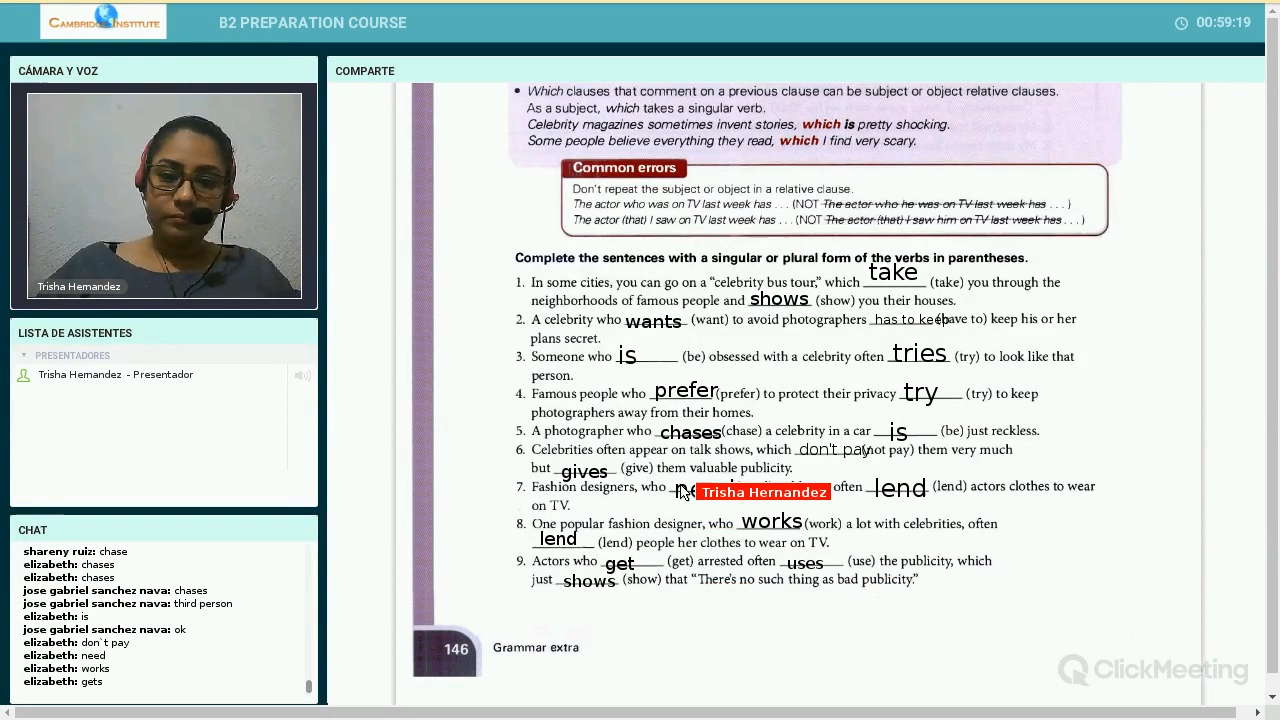 CAMBRIDGE INSTITUTE
B2 PREPARATION COURSE
00:59:19
CÁMARA Y VOZ
Trisha Hernandez
LISTA DE ASISTENTES
PRESENTADORES
Trisha Hernandez - Presentador
CHAT
shareny ruiz: chase
elizabeth: chases
elizabeth: chases
jose gabriel sanchez nava: chases
jose gabriel sanchez nava: third person
elizabeth: is
jose gabriel sanchez nava: ok
elizabeth: don`t pay
elizabeth: need
elizabeth: works
elizabeth: gets
COMPARTE
• Which clauses that comment on a previous clause can be subject or object relative clauses.
As a subject, which takes a singular verb.
Celebrity magazines sometimes invent stories, which is pretty shocking.
Some people believe everything they read, which I find very scary.
Common errors
Don't repeat the subject or object in a relative clause.
The actor who was on TV last week has . . . (NOT The actor who he was on TV last week has . . . )
The actor (that) I saw on TV last week has . . . (NOT The actor (that) I saw him on TV last week has . . . )
Complete the sentences with a singular or plural form of the verbs in parentheses.
1. In some cities, you can go on a “celebrity bus tour,” which take (take) you through the
neighborhoods of famous people and shows (show) you their houses.
2. A celebrity who wants (want) to avoid photographers has to keep (have to) keep his or her
plans secret.
3. Someone who is (be) obsessed with a celebrity often tries (try) to look like that
person.
4. Famous people who prefer (prefer) to protect their privacy try (try) to keep
photographers away from their homes.
5. A photographer who chases (chase) a celebrity in a car is (be) just reckless.
6. Celebrities often appear on talk shows, which don't pay (not pay) them very much
but gives (give) them valuable publicity.
7. Fashion designers, who Trisha Hernandez often lend (lend) actors clothes to wear
on TV.
8. One popular fashion designer, who works (work) a lot with celebrities, often
lend (lend) people her clothes to wear on TV.
9. Actors who get (get) arrested often uses (use) the publicity, which
just shows (show) that “There's no such thing as bad publicity.”
146 Grammar extra
ClickMeeting